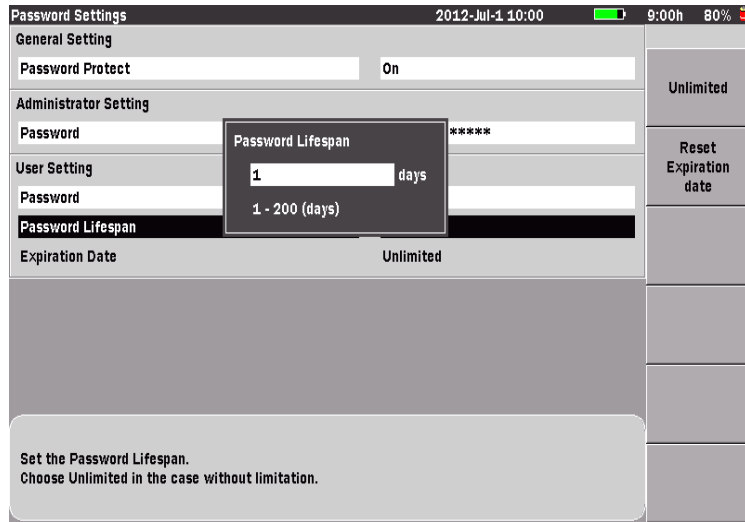 Password Settings 2012-Jul-1 10:00 9:00h 80%
General Setting
Password Protect On
Administrator Setting
Password *****
User Setting
Password
Password Lifespan
Expiration Date Unlimited
Password Lifespan
1 days
1 - 200 (days)
Unlimited
Reset
Expiration
date
Set the Password Lifespan.
Choose Unlimited in the case without limitation.